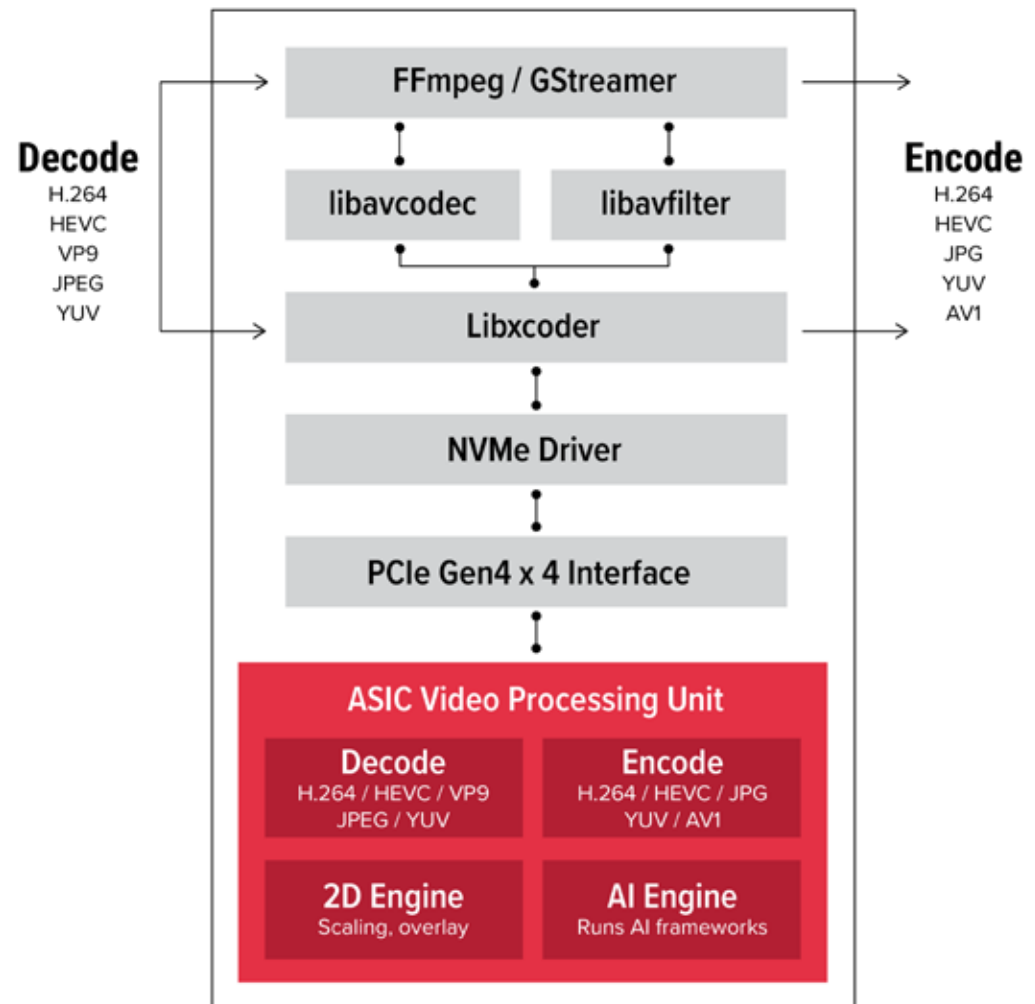 FFmpeg / GStreamer
Decode
H.264
HEVC
VP9
JPEG
YUV
libavcodec
libavfilter
Encode
H.264
HEVC
JPG
YUV
AV1
Libxcoder
NVMe Driver
PCIe Gen4 x 4 Interface
ASIC Video Processing Unit
Decode
H.264 / HEVC / VP9
JPEG / YUV
Encode
H.264 / HEVC / JPG
YUV / AV1
2D Engine
Scaling, overlay
AI Engine
Runs AI frameworks